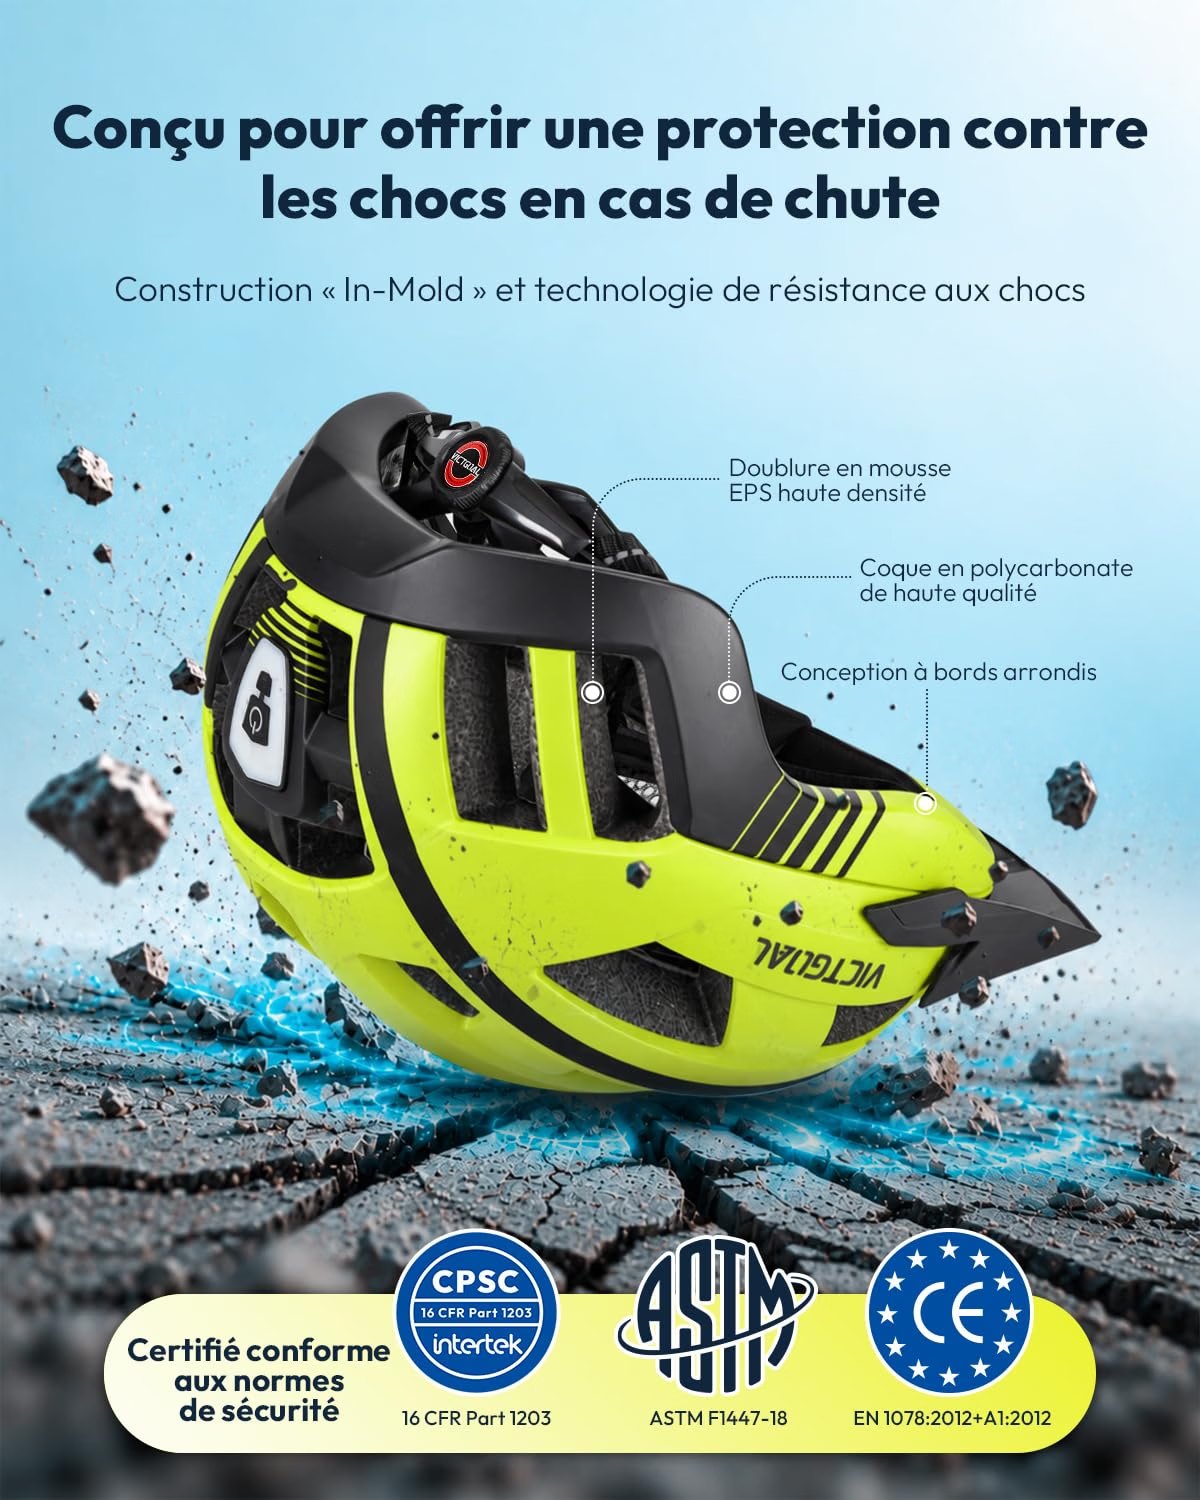 Conçu pour offrir une protection contre
les chocs en cas de chute
Construction « In-Mold » et technologie de résistance aux chocs
VICTGOAL
Doublure en mousse
EPS haute densité
Coque en polycarbonate
de haute qualité
Conception à bords arrondis
VICTGOAL
Certifié conforme
aux normes
de sécurité
CPSC
16 CFR Part 1203
intertek
16 CFR Part 1203
ASTM
ASTM F1447-18
CE
EN 1078:2012+A1:2012